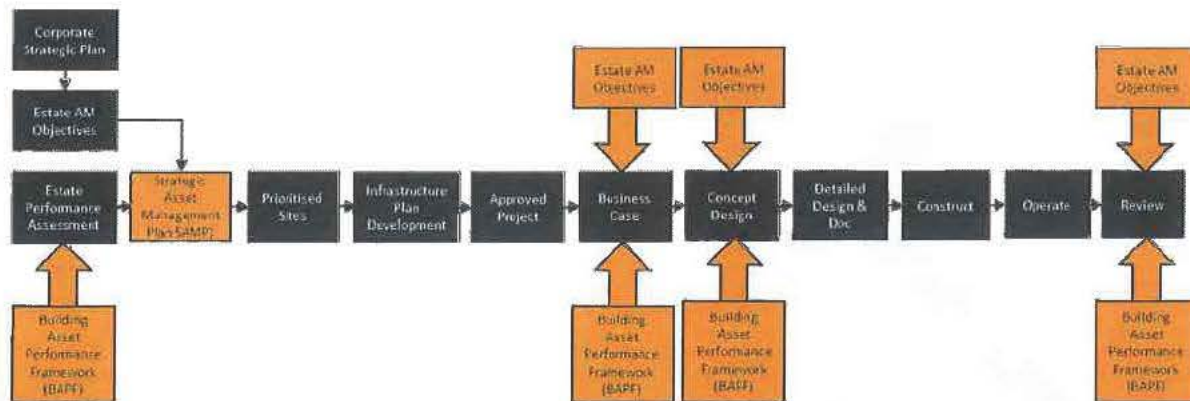 Corporate
Strategic Plan
Estate AM
Objectives
Estate AM
Objectives
Estate AM
Objectives
Estate AM
Objectives
Estate
Performance
Assessment
Strategic
Asset
Management
Plan (SAMP)
Prioritised
Sites
Infrastructure
Plan
Development
Approved
Project
Business
Case
Concept
Design
Detailed
Design &
Doc
Construct
Operate
Review
Building
Asset
Performance
Framework
(BAPF)
Building
Asset
Performance
Framework
(BAPF)
Building
Asset
Performance
Framework
(BAPF)
Building
Asset
Performance
Framework
(BAPF)